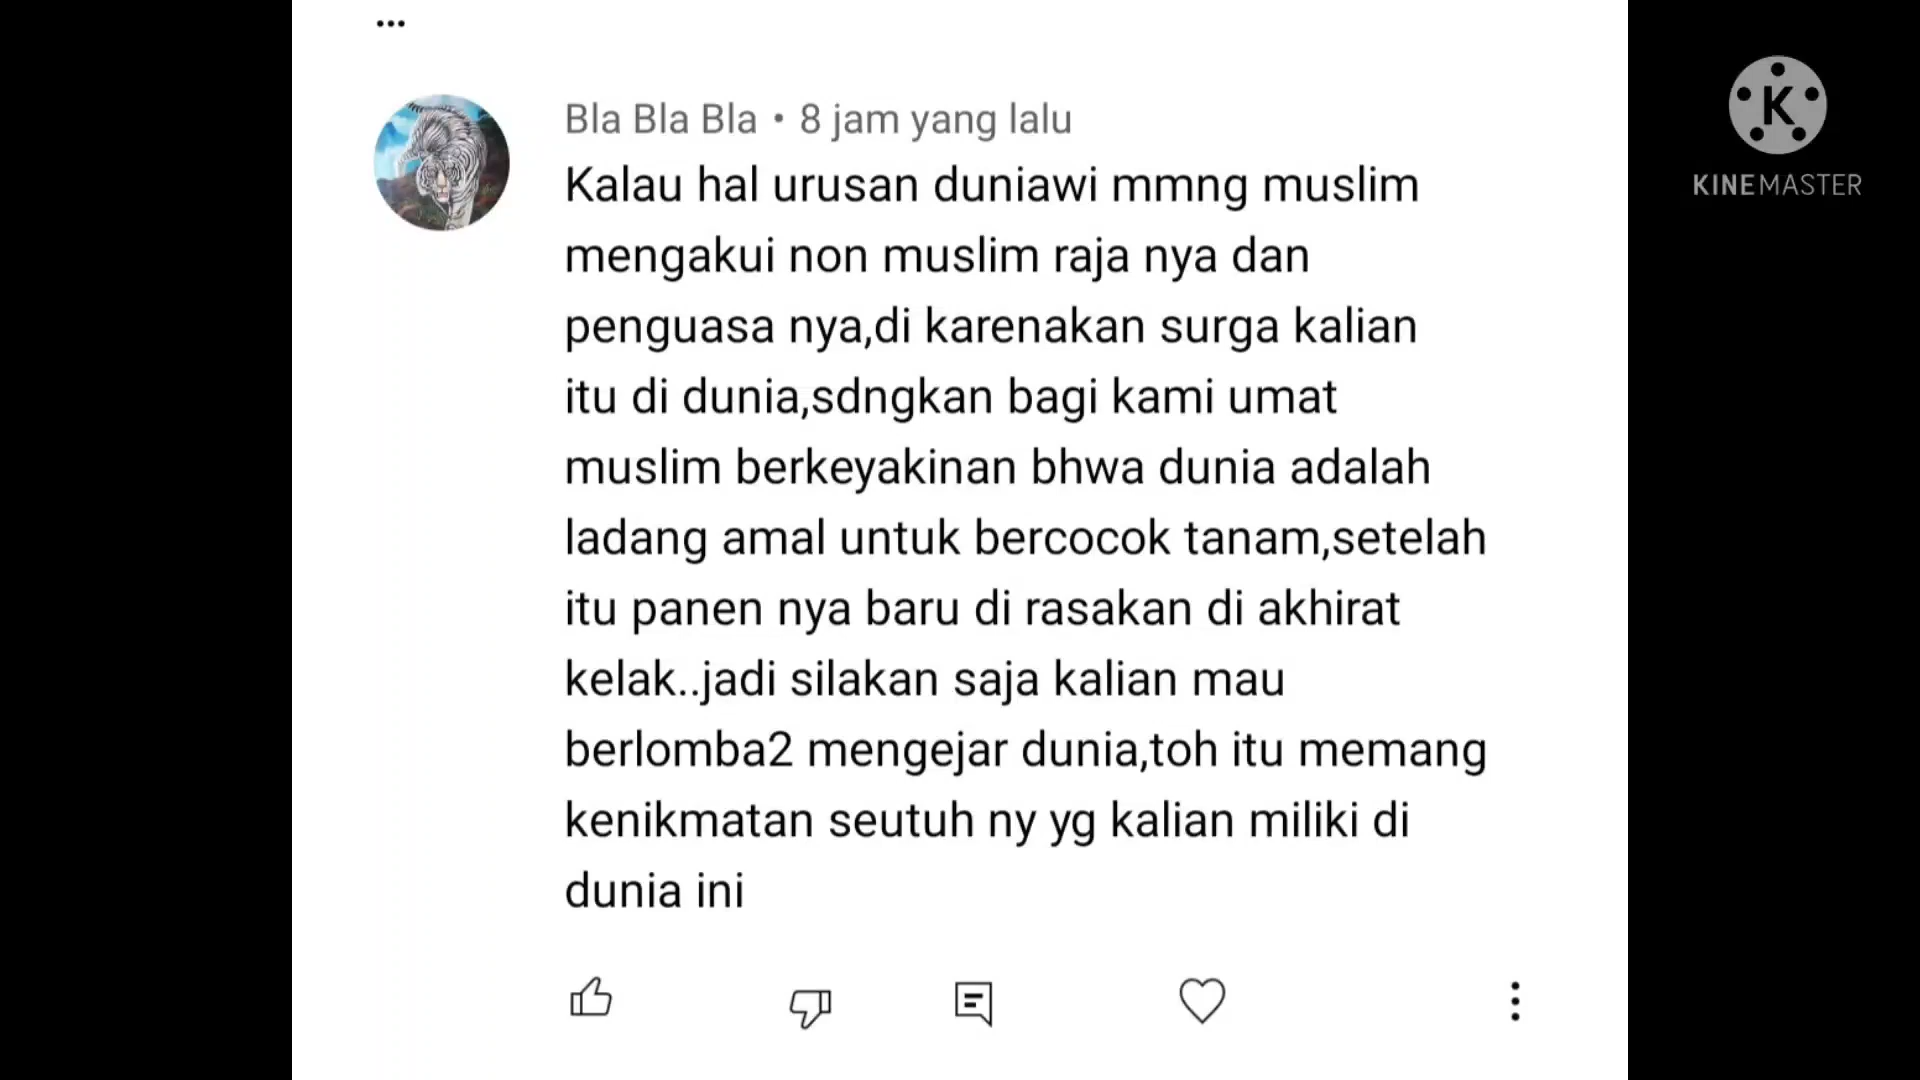 ...
Bla Bla Bla • 8 jam yang lalu
Kalau hal urusan duniawi mmng muslim
mengakui non muslim raja nya dan
penguasa nya,di karenakan surga kalian
itu di dunia,sdngkan bagi kami umat
muslim berkeyakinan bhwa dunia adalah
ladang amal untuk bercocok tanam,setelah
itu panen nya baru di rasakan di akhirat
kelak..jadi silakan saja kalian mau
berlomba2 mengejar dunia,toh itu memang
kenikmatan seutuh ny yg kalian miliki di
dunia ini
K
KINEMASTER